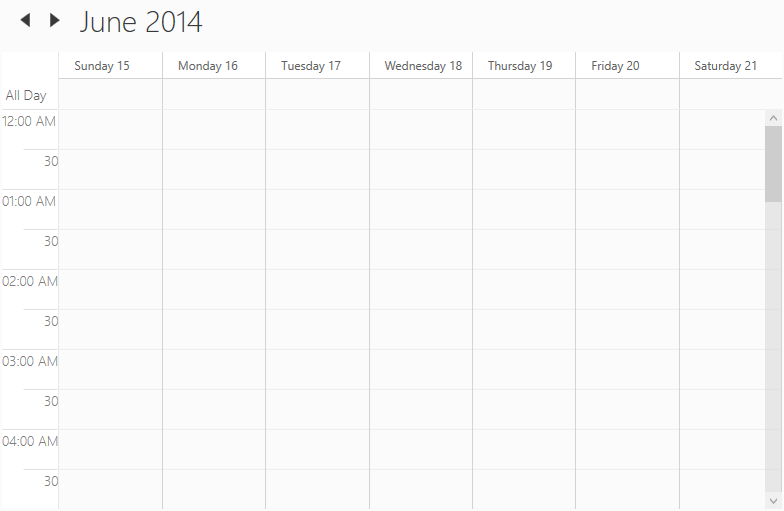 June 2014
Sunday 15 Monday 16 Tuesday 17 Wednesday 18 Thursday 19 Friday 20 Saturday 21
All Day
12:00 AM
30
01:00 AM
30
02:00 AM
30
03:00 AM
30
04:00 AM
30